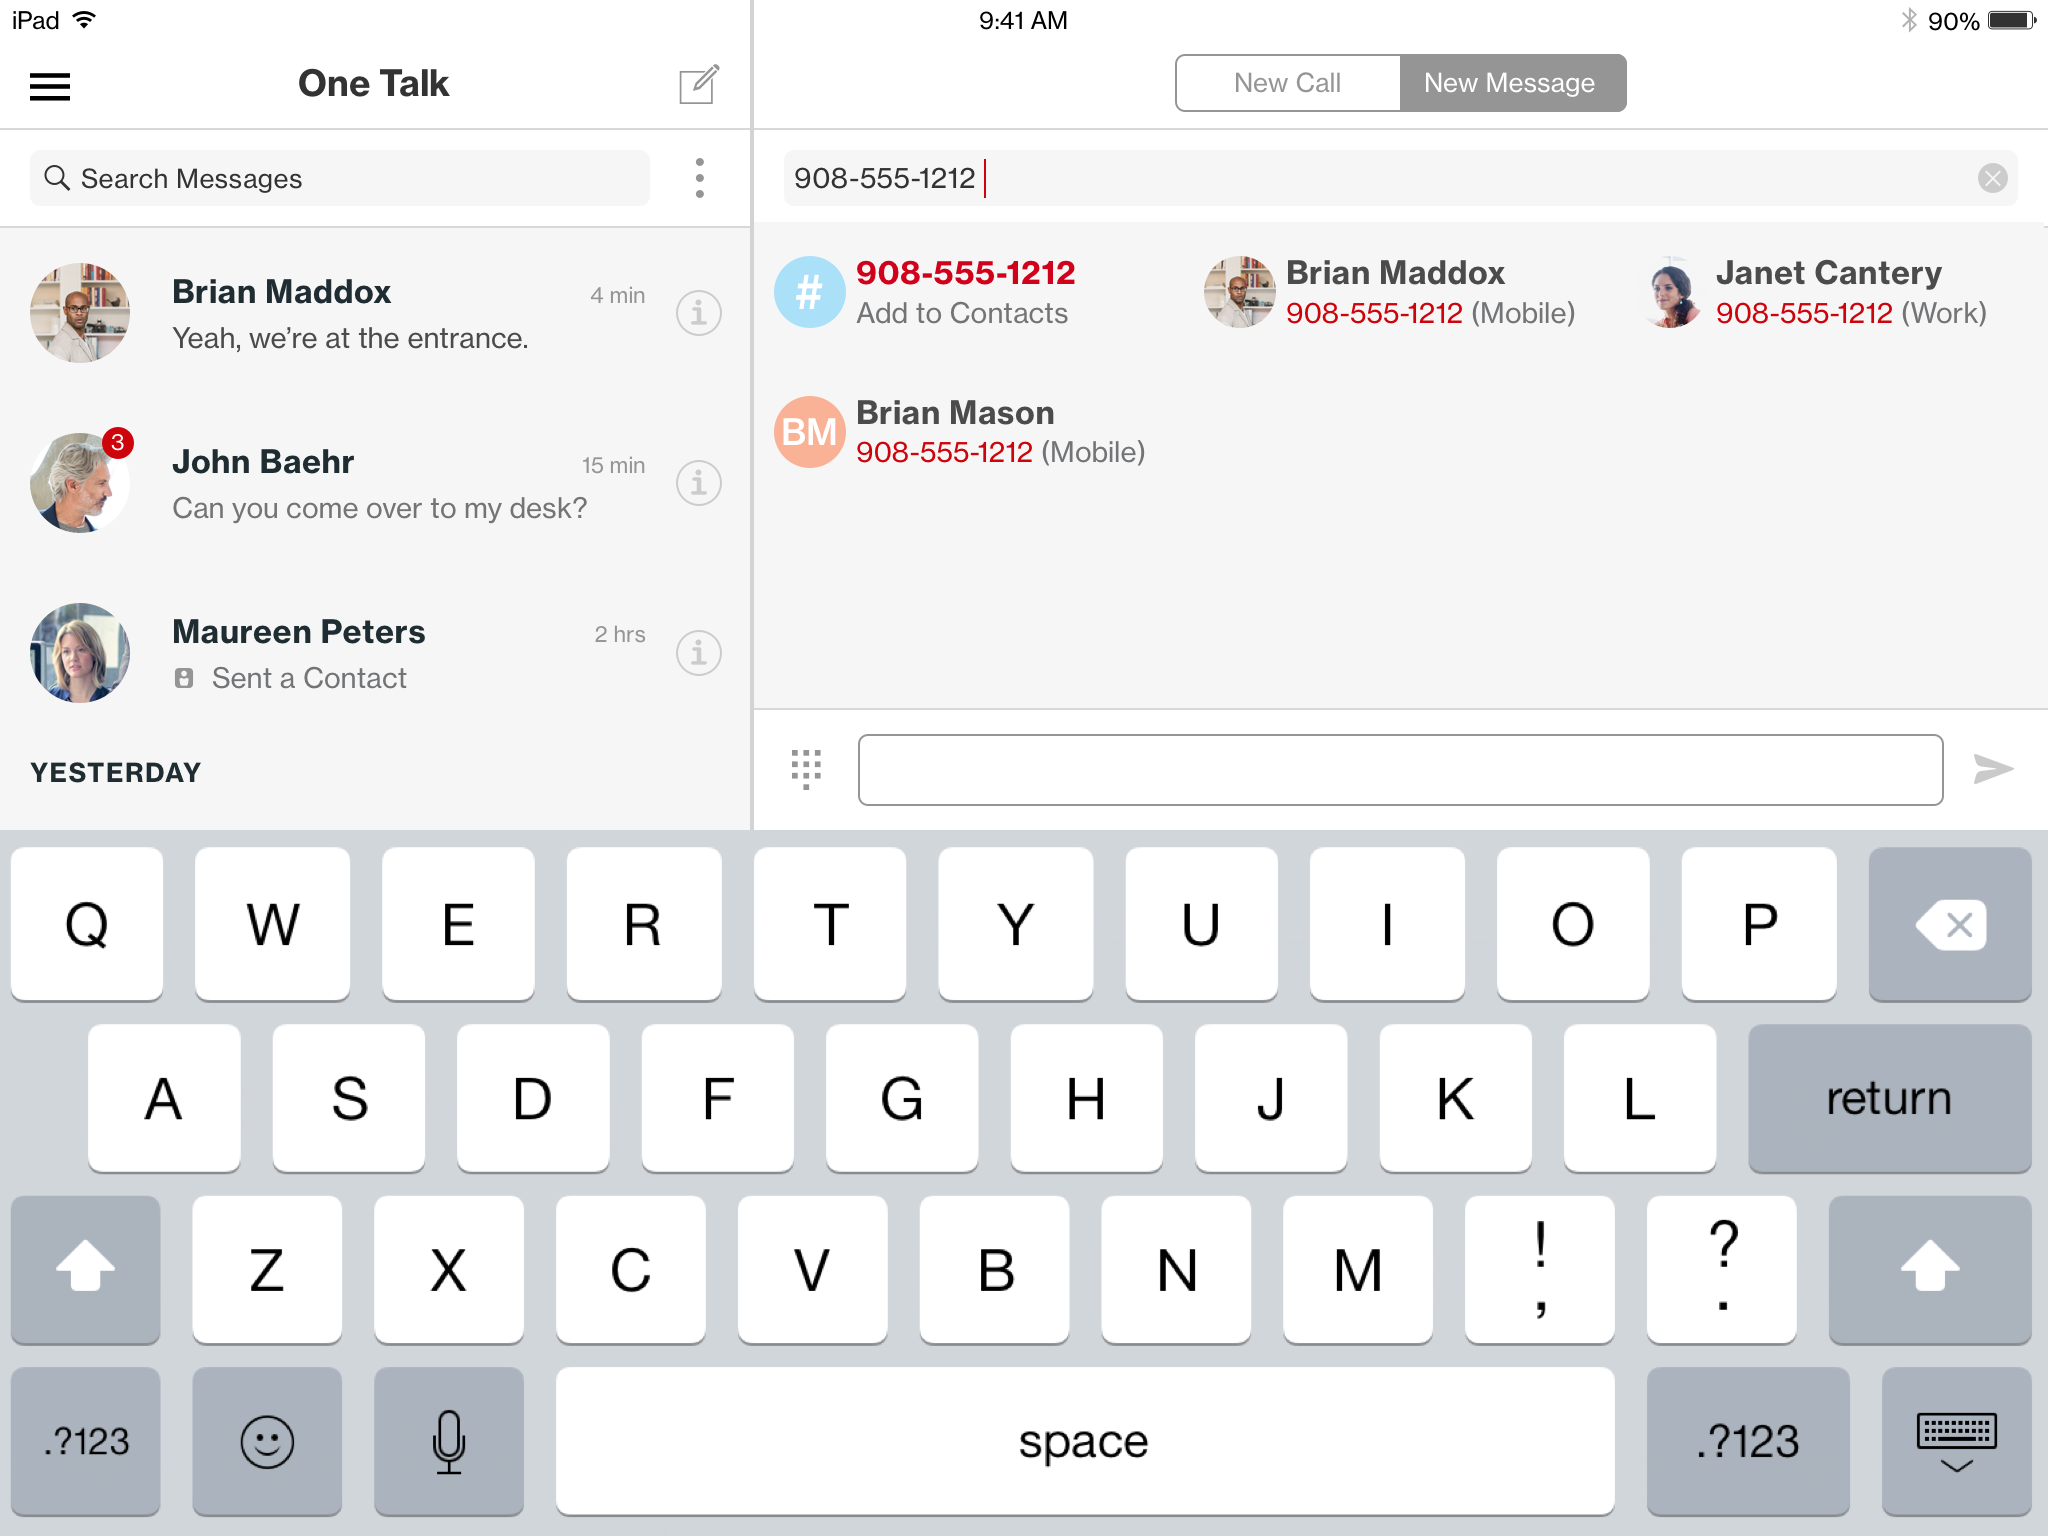 iPad
9:41 AM
90%
One Talk
New Call
New Message
Search Messages
908-555-1212
Brian Maddox
4 min
Yeah, we’re at the entrance.
3
John Baehr
15 min
Can you come over to my desk?
Maureen Peters
2 hrs
Sent a Contact
YESTERDAY
#
908-555-1212
Add to Contacts
Brian Maddox
908-555-1212 (Mobile)
Janet Cantery
908-555-1212 (Work)
BM
Brian Mason
908-555-1212 (Mobile)
Q W E R T Y U I O P
A S D F G H J K L return
Z X C V B N M ! , ? .
.?123 space .?123